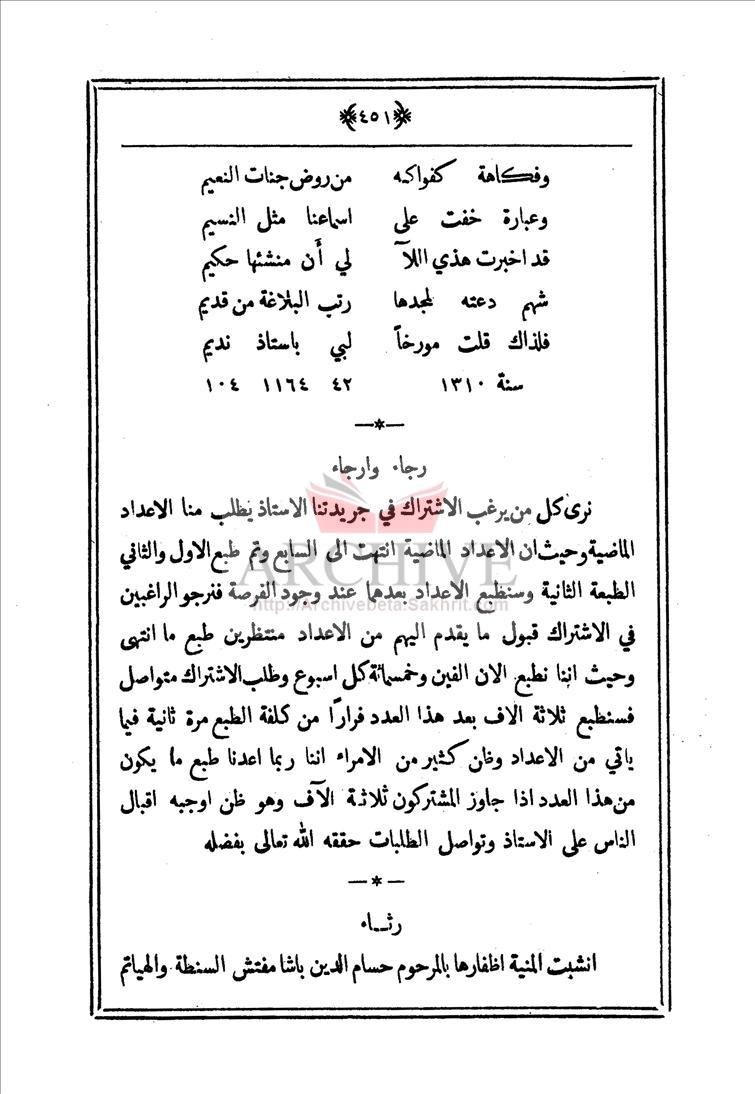 ٤٥١
وفكاهة كفواكه من روض جنات النعيم
وعبارة خفت على اسماعنا مثل النسيم
قد اخبرت هذي اللآ لي أن منشئها حكيم
شهم دعته لمجدها رتب البلاغة من قديم
فلذاك قلت مورخاً لبي باستاذ نديم
سنة ١٣١٠ ٤٢ ١١٦٤ ١٠٤
رجاء وارجاء
نرى كل من يرغب الاشتراك في جريدتنا الاستاذ يطلب منا الاعداد
الماضية وحيث ان الاعداد الماضية انتهت الى السابع وتم طبع الاول والثاني
الطبعة الثانية وسنطبع الاعداد بعدهما عند وجود الفرصة فنرجو الراغبين
في الاشتراك قبول ما يقدم اليهم من الاعداد منتظرين طبع ما انتهى
وحيث اننا نطبع الان الفين وخمسمائة كل اسبوع وطلب الاشتراك متواصل
فسنطبع ثلاثة الاف بعد هذا العدد فرارًا من كلفة الطبع مرة ثانية فيما
ياتي من الاعداد وظن كثير من الامراء اننا ربما اعدنا طبع ما يكون
من هذا العدد اذا جاوز المشتركون ثلاثة الآف وهو ظن اوجبه اقبال
الناس على الاستاذ وتواصل الطلبات حققه الله تعالى بفضله
رثاء
انشبت المنية اظفارها بالمرحوم حسام الدين باشا مفتش السنطة والهياتم
ARCHIVE
http://Archivebeta.Sakhrit.com